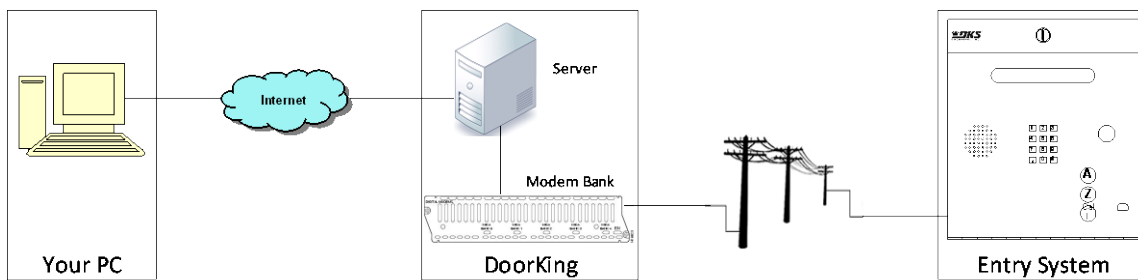 Your PC
Internet
Server
Modem Bank
DoorKing
DKS
A
Z
Entry System